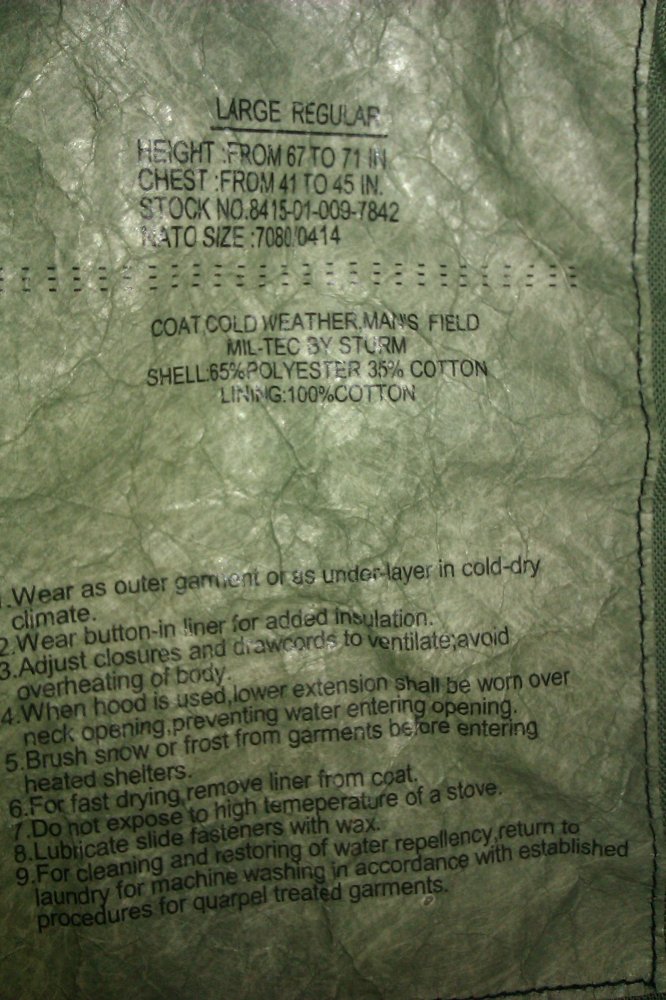 LARGE REGULAR
HEIGHT :FROM 67 TO 71 IN
CHEST :FROM 41 TO 45 IN.
STOCK NO.8415-01-009-7842
NATO SIZE :7080/0414
COAT,COLD WEATHER,MAN'S FIELD
MIL-TEC BY STURM
SHELL:65%POLYESTER 35% COTTON
LINING:100%COTTON
1.Wear as outer garment or as under-layer in cold-dry
climate.
2.Wear button-in liner for added insulation.
3.Adjust closures and drawcords to ventilate;avoid
overheating of body.
4.When hood is used,lower extension shall be worn over
neck opening,preventing water entering opening.
5.Brush snow or frost from garments before entering
heated shelters.
6.For fast drying,remove liner from coat.
7.Do not expose to high temeperature of a stove.
8.Lubricate slide fasteners with wax.
9.For cleaning and restoring of water repellency,return to
laundry for machine washing in accordance with established
procedures for quarpel treated garments.